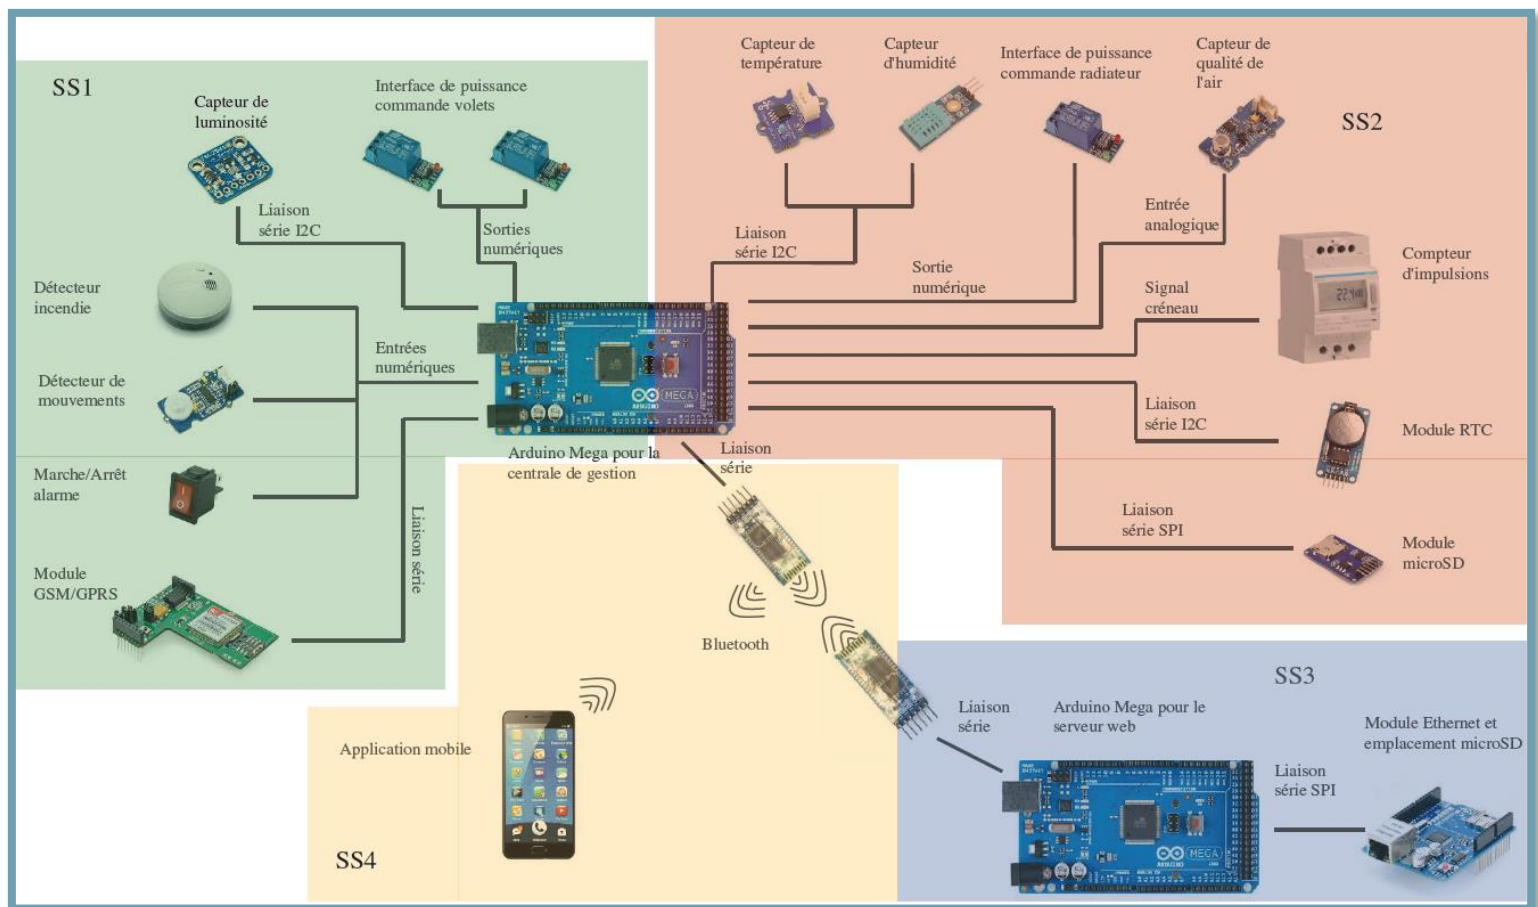 SS1
Capteur de
luminosité
Interface de puissance
commande volets
Liaison
série I2C
Sorties
numériques
Détecteur
incendie
Détecteur de
mouvements
Entrées
numériques
Marche/Arrêt
alarme
Module
GSM/GPRS
Liaison série
Capteur de
température
Capteur
d'humidité
Interface de puissance
commande radiateur
Capteur de
qualité de
l'air
SS2
Liaison
série I2C
Sortie
numérique
Entrée
analogique
Signal
créneau
Compteur
d'impulsions
Liaison
série I2C
Module RTC
Liaison
série SPI
Module
microSD
MEGA
Arduino Mega pour la
centrale de gestion
Liaison
série
Bluetooth
Application mobile
SS4
SS3
Liaison
série
Arduino Mega pour le
serveur web
MEGA
Liaison
série SPI
Module Ethernet et
emplacement microSD